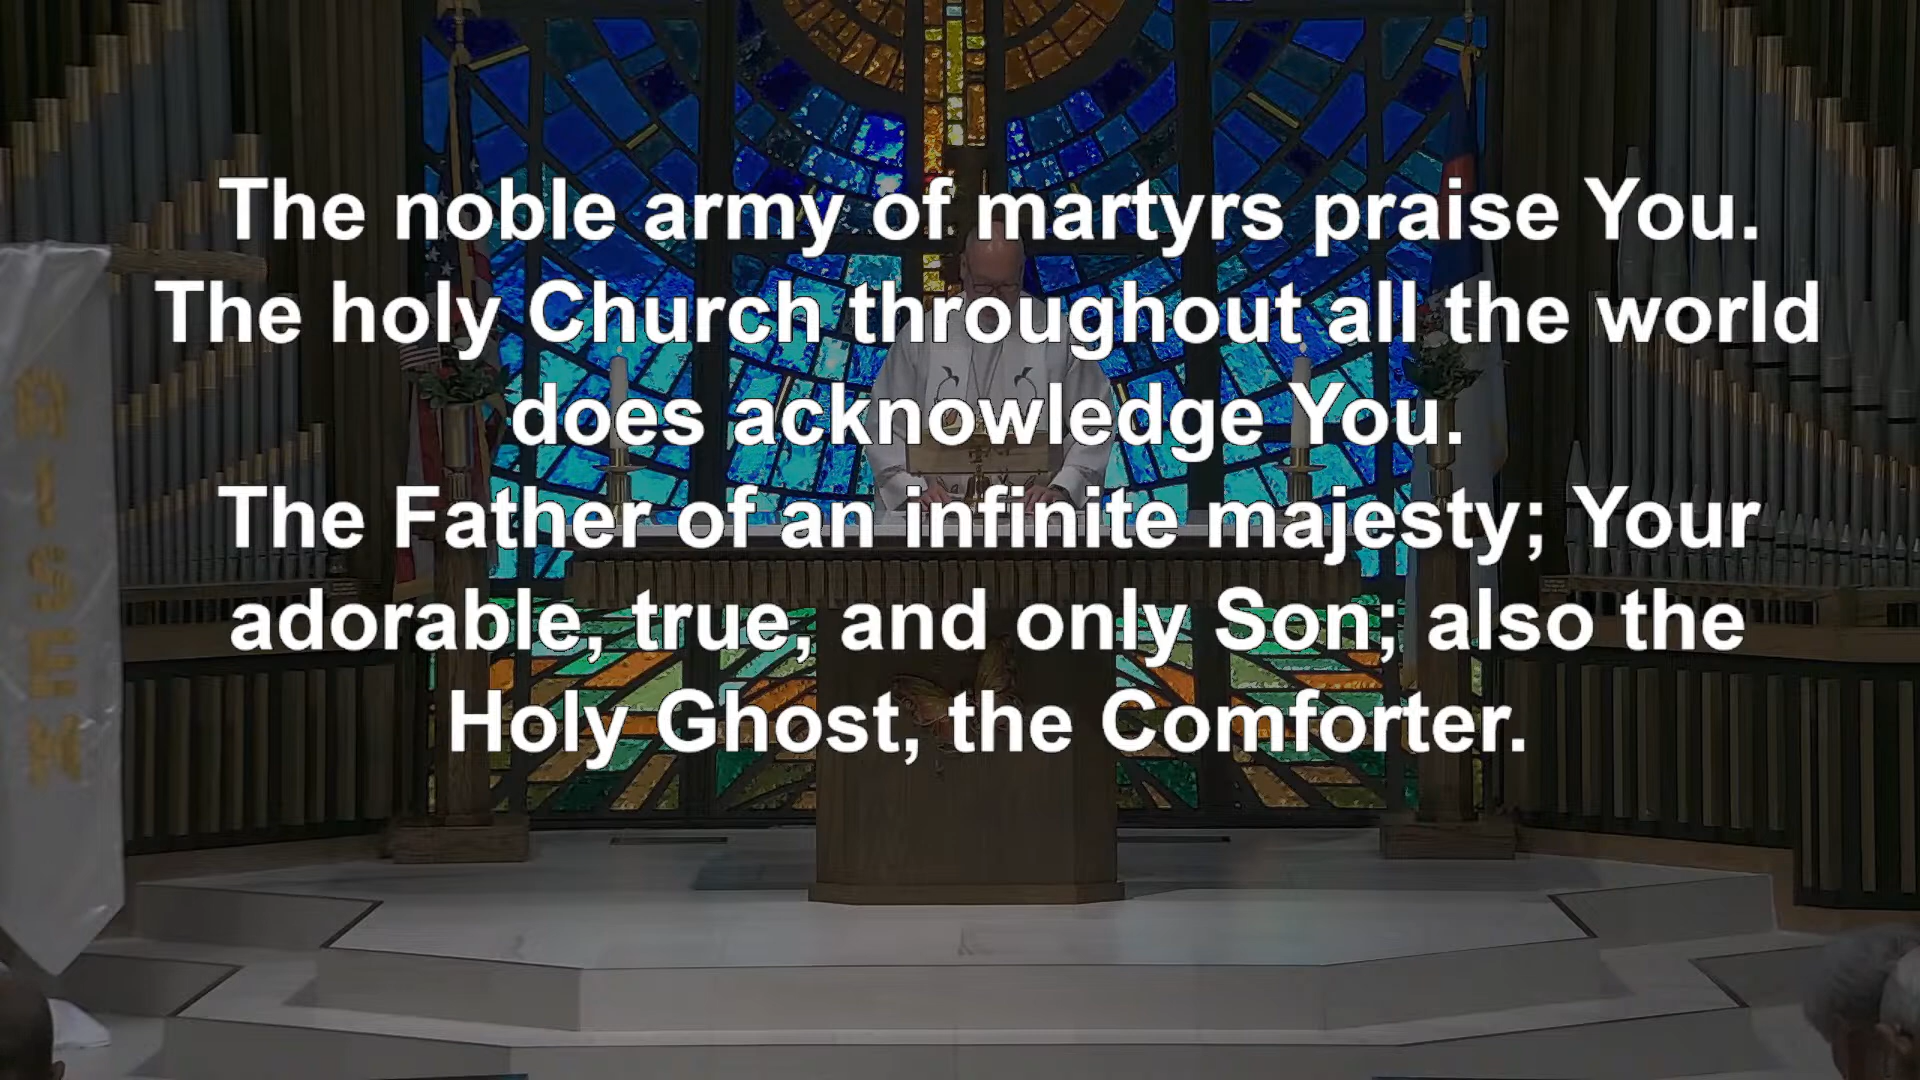 The noble army of martyrs praise You.
The holy Church throughout all the world
does acknowledge You.
The Father of an infinite majesty; Your
adorable, true, and only Son; also the
Holy Ghost, the Comforter.
RISEN